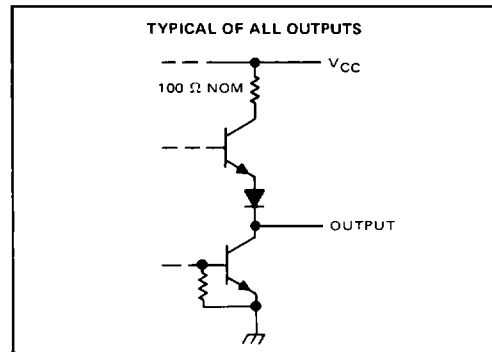 TYPICAL OF ALL OUTPUTS
VCC
100 Ω NOM
OUTPUT